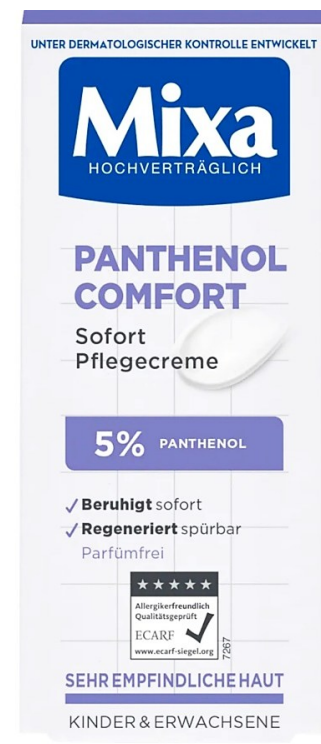 UNTER DERMATOLOGISCHER KONTROLLE ENTWICKELT
Mixa
HOCHVERTRÄGLICH
PANTHENOL
COMFORT
Sofort
Pflegecreme
5% PANTHENOL
Beruhigt sofort
Regeneriert spürbar
Parfümfrei
Allergikerfreundlich
Qualitätsgeprüft
ECARF
www.ecarf-siegel.org
7267
SEHR EMPFINDLICHE HAUT
KINDER & ERWACHSENE